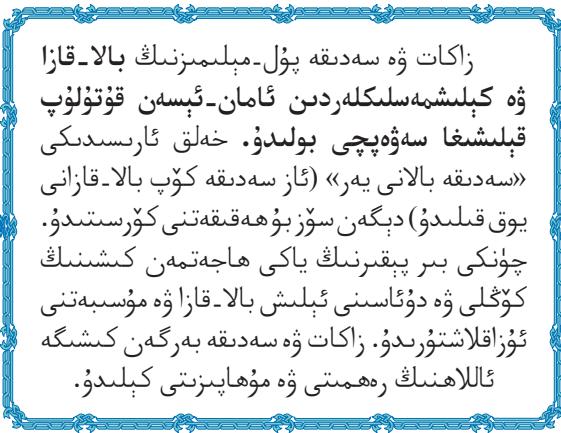 زاكات ۋە سەدىقە پۇل-مېلىمىزنىڭ بالا-قازا
ۋە كېلىشمەسلىكلەردىن ئامان-ئېسەن قۇتۇلۇپ
قېلىشىغا سەۋەپچى بولىدۇ. خەلق ئارىسىدىكى
«سەدىقە بالانى يەر» (ئاز سەدىقە كۆپ بالا-قازانى
يوق قىلىدۇ) دېگەن سۆز بۇ ھەقىقەتنى كۆرسىتىدۇ.
چۈنكى بىر پېقىرنىڭ ياكى ھاجەتمەن كىشىنىڭ
كۆڭلى ۋە دۇئاسىنى ئېلىش بالا-قازا ۋە مۇسىبەتنى
ئۇزاقلاشتۇرىدۇ. زاكات ۋە سەدىقە بەرگەن كىشىگە
ئاللاھنىڭ رەھمىتى ۋە مۇھاپىزىتى كېلىدۇ.